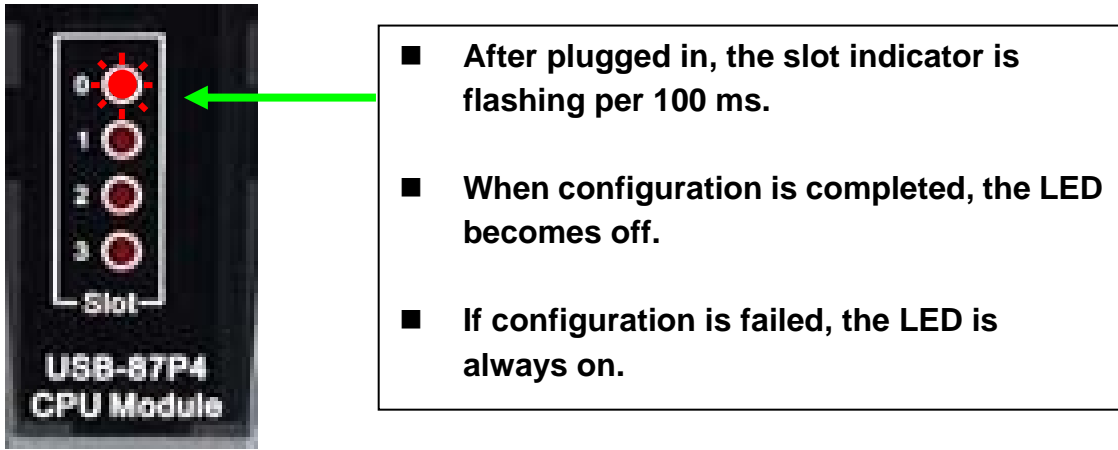 0
1
2
3
Slot
USB-87P4
CPU Module
■ After plugged in, the slot indicator is
flashing per 100 ms.
■ When configuration is completed, the LED
becomes off.
■ If configuration is failed, the LED is
always on.